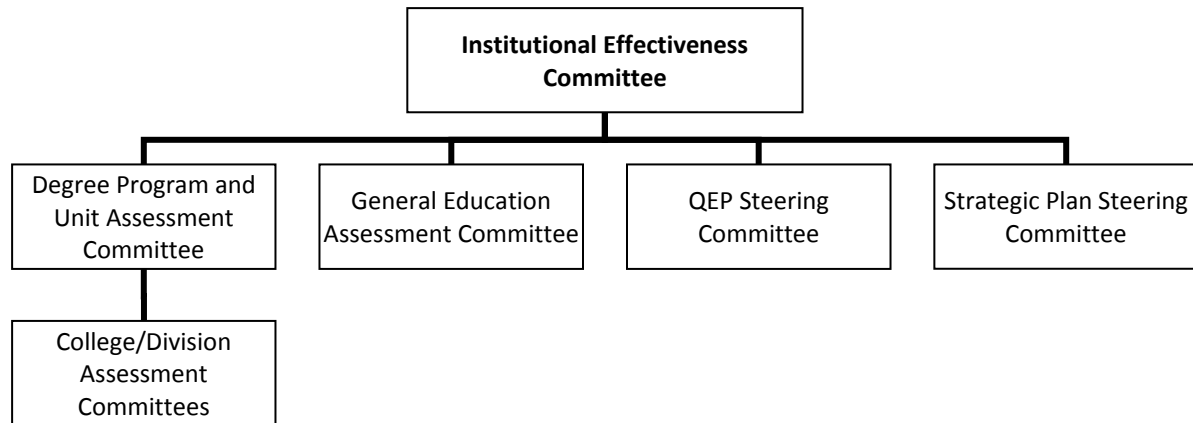 Institutional Effectiveness
Committee
Degree Program and
Unit Assessment
Committee
General Education
Assessment Committee
QEP Steering
Committee
Strategic Plan Steering
Committee
College/Division
Assessment
Committees